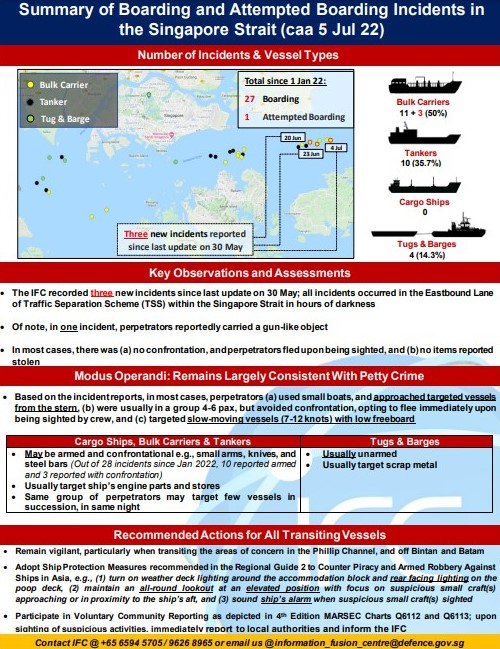 Summary of Boarding and Attempted Boarding Incidents in
the Singapore Strait (caa 5 Jul 22)
Number of Incidents & Vessel Types
Bulk Carrier
Tanker
Tug & Barge
Total since 1 Jan 22:
27 Boarding
1 Attempted Boarding
Singapore
20 Jun
23 Jun
4 Jul
Three new incidents reported
since last update on 30 May
Bulk Carriers
11 + 3 (50%)
Tankers
10 (35.7%)
Cargo Ships
0
Tugs & Barges
4 (14.3%)
Key Observations and Assessments
• The IFC recorded three new incidents since last update on 30 May; all incidents occurred in the Eastbound Lane
of Traffic Separation Scheme (TSS) within the Singapore Strait in hours of darkness
• Of note, in one incident, perpetrators reportedly carried a gun-like object
• In most cases, there was (a) no confrontation, and perpetrators fled upon being sighted, and (b) no items reported
stolen
Modus Operandi: Remains Largely Consistent With Petty Crime
• Based on the incident reports, in most cases, perpetrators (a) used small boats, and approached targeted vessels
from the stern, (b) were usually in a group 4-6 pax, but avoided confrontation, opting to flee immediately upon
being sighted by crew, and (c) targeted slow-moving vessels (7-12 knots) with low freeboard
Cargo Ships, Bulk Carriers & Tankers
• May be armed and confrontational e.g., small arms, knives, and
steel bars (Out of 28 incidents since Jan 2022, 10 reported armed
and 3 reported with confrontation)
• Usually target ship's engine parts and stores
• Same group of perpetrators may target few vessels in
succession, in same night
Tugs & Barges
• Usually unarmed
• Usually target scrap metal
Recommended Actions for All Transiting Vessels
• Remain vigilant, particularly when transiting the areas of concern in the Phillip Channel, and off Bintan and Batam
• Adopt Ship Protection Measures recommended in the Regional Guide 2 to Counter Piracy and Armed Robbery Against
Ships in Asia, e.g., (1) turn on weather deck lighting around the accommodation block and rear facing lighting on the
poop deck, (2) maintain an all-round lookout at an elevated position with focus on suspicious small craft(s)
approaching or in proximity to the ship's aft, and (3) sound ship's alarm when suspicious small craft(s) sighted
• Participate in Voluntary Community Reporting as depicted in 4th Edition MARSEC Charts Q6112 and Q6113; upon
sighting of suspicious activities, immediately report to local authorities and inform the IFC
Contact IFC @ +65 6594 5705 / 9626 8965 or email us @ information_fusion_centre@defence.gov.sg